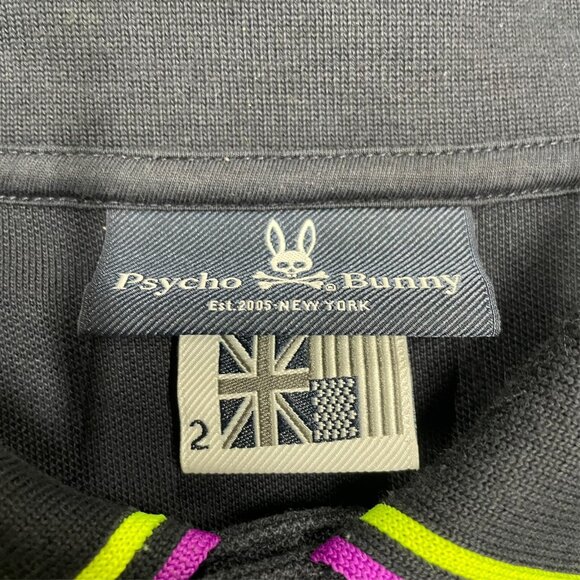 Psycho ® Bunny
EST. 2005 · NEW YORK
2